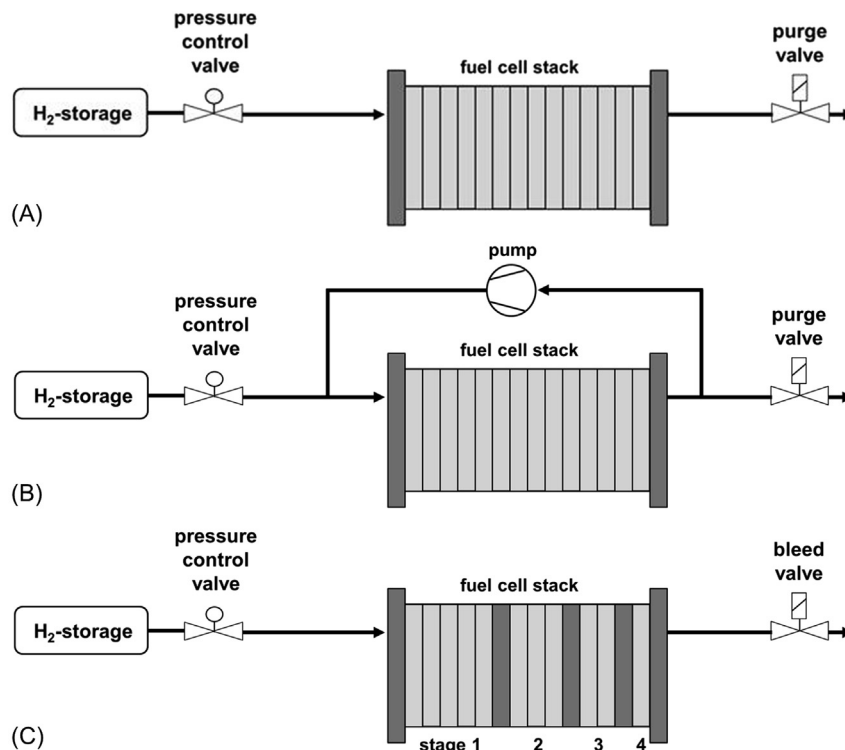 pressure
control
valve
purge
valve
fuel cell stack
H₂-storage
(A)
pump
pressure
control
valve
purge
valve
fuel cell stack
H₂-storage
(B)
pressure
control
valve
bleed
valve
fuel cell stack
H₂-storage
(C)
stage 1 2 3 4